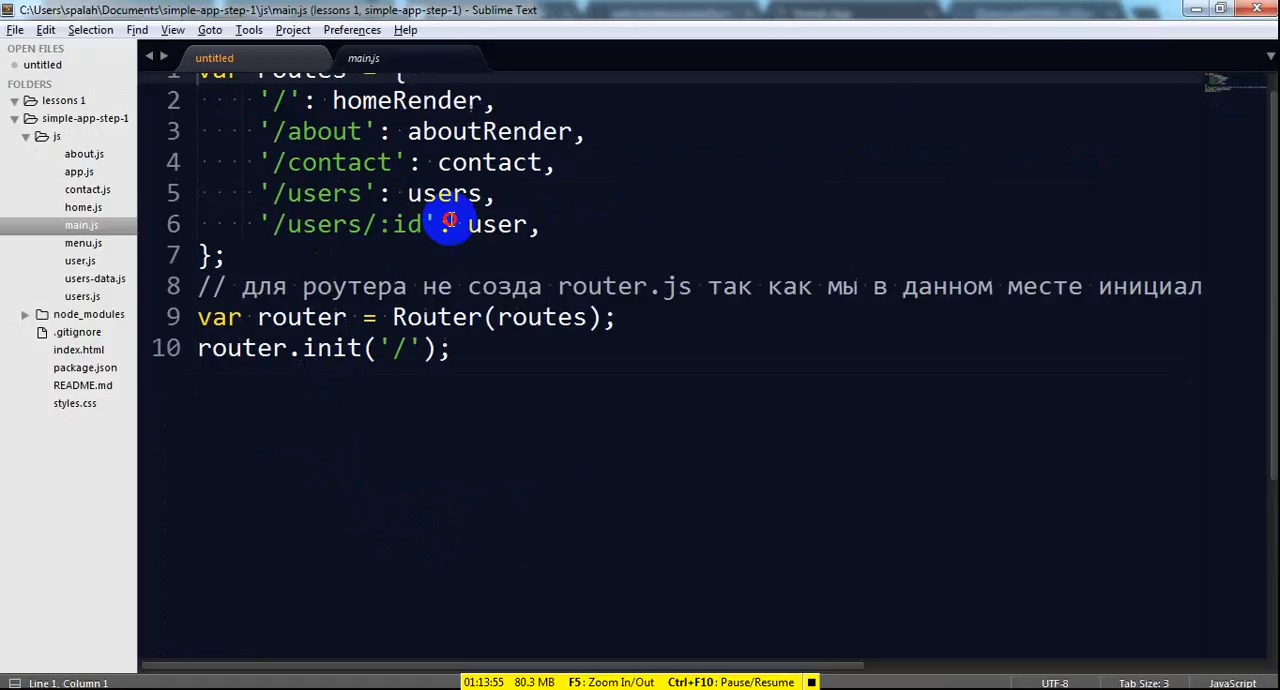 C:\Users\spalah\Documents\simple-app-step-1\js\main.js (lessons 1, simple-app-step-1) - Sublime Text
File Edit Selection Find View Goto Tools Project Preferences Help
OPEN FILES
untitled
FOLDERS
lessons 1
simple-app-step-1
js
about.js
app.js
contact.js
home.js
main.js
menu.js
user.js
users-data.js
users.js
node_modules
.gitignore
index.html
package.json
README.md
styles.css
untitled main.js
1 var routes = {
2 '/': homeRender,
3 '/about': aboutRender,
4 '/contact': contact,
5 '/users': users,
6 '/users/:id': user,
7 };
8 // для роутера не созда router.js так как мы в данном месте инициал
9 var router = Router(routes);
10 router.init('/');
Line 1, Column 1
01:13:55 80.3 MB F5: Zoom In/Out Ctrl+F10: Pause/Resume
UTF-8 Tab Size: 3 JavaScript